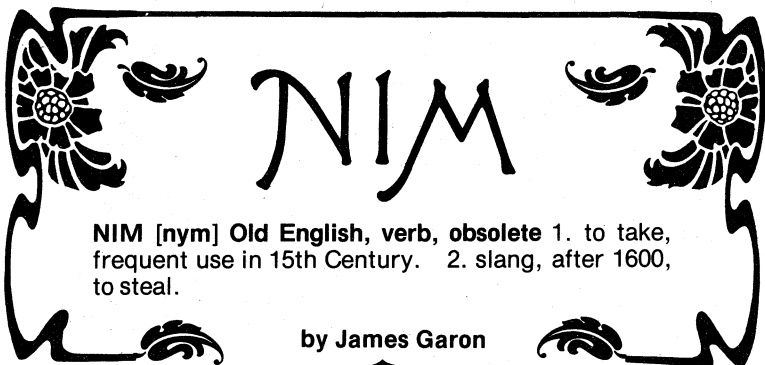 NIM
NIM [nym] Old English, verb, obsolete 1. to take,
frequent use in 15th Century. 2. slang, after 1600,
to steal.
by James Garon